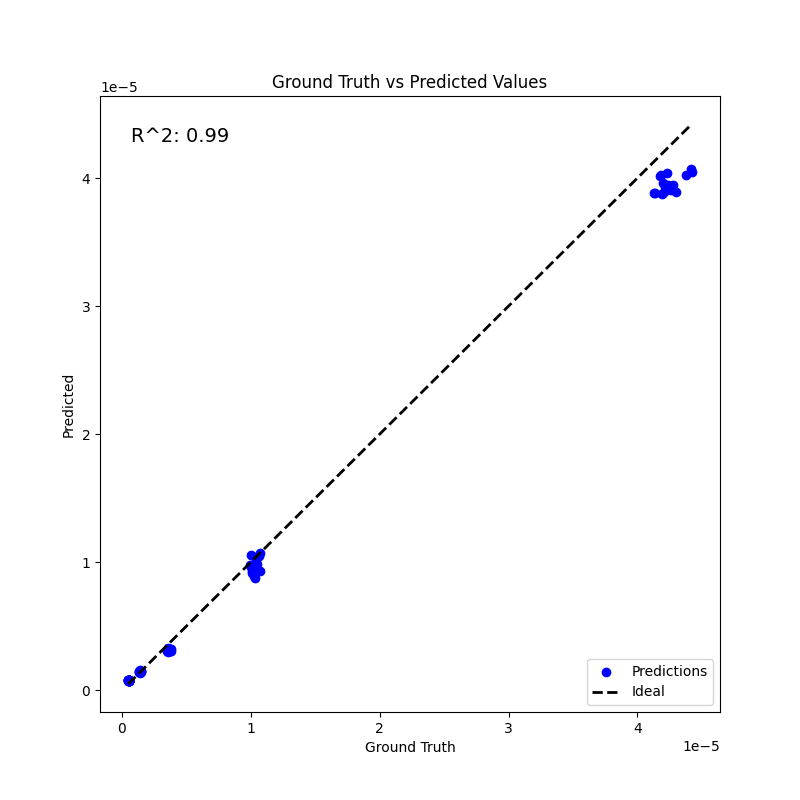 Ground Truth vs Predicted Values
1e−5
R^2: 0.99
4
3
2
1
0
Predicted
Predictions
Ideal
0 1 2 3 4
1e−5
Ground Truth